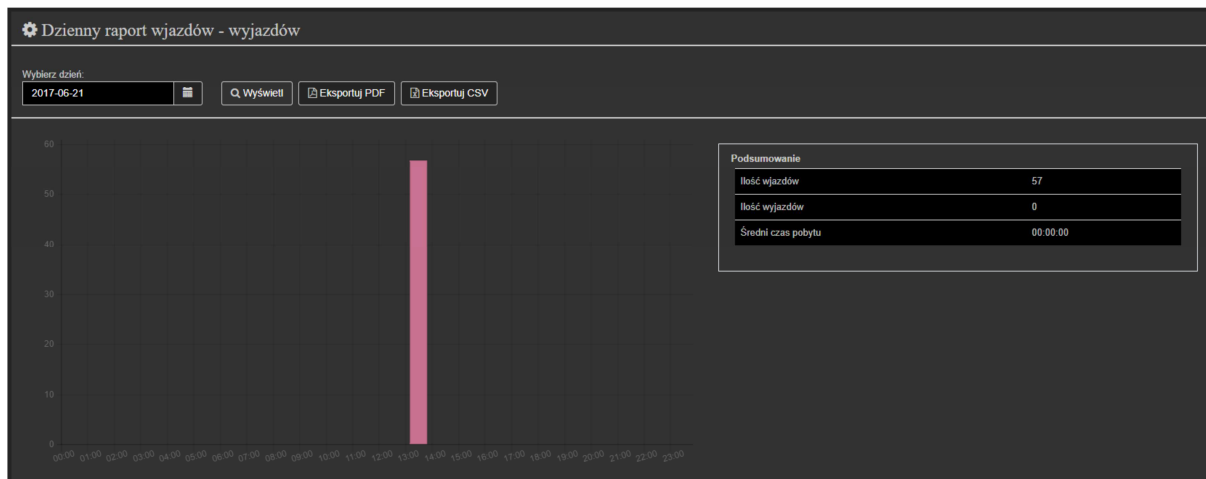 Dzienny raport wjazdów - wyjazdów
Wybierz dzień:
2017-06-21 Wyświetl Eksportuj PDF Eksportuj CSV
60
50
40
30
20
10
0
00:00 01:00 02:00 03:00 04:00 05:00 06:00 07:00 08:00 09:00 10:00 11:00 12:00 13:00 14:00 15:00 16:00 17:00 18:00 19:00 20:00 21:00 22:00 23:00
Podsumowanie
Ilość wjazdów 57
Ilość wyjazdów 0
Średni czas pobytu 00:00:00